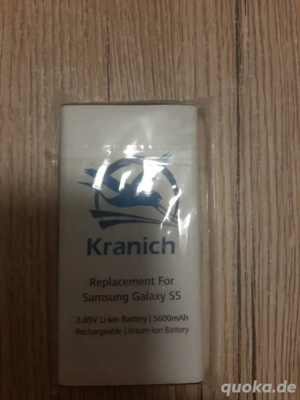 Kranich
Replacement For
Samsung Galaxy S5
3.85V Li-ion Battery | 5600mAh
Rechargeable Lithium-Ion Battery
quoka.de